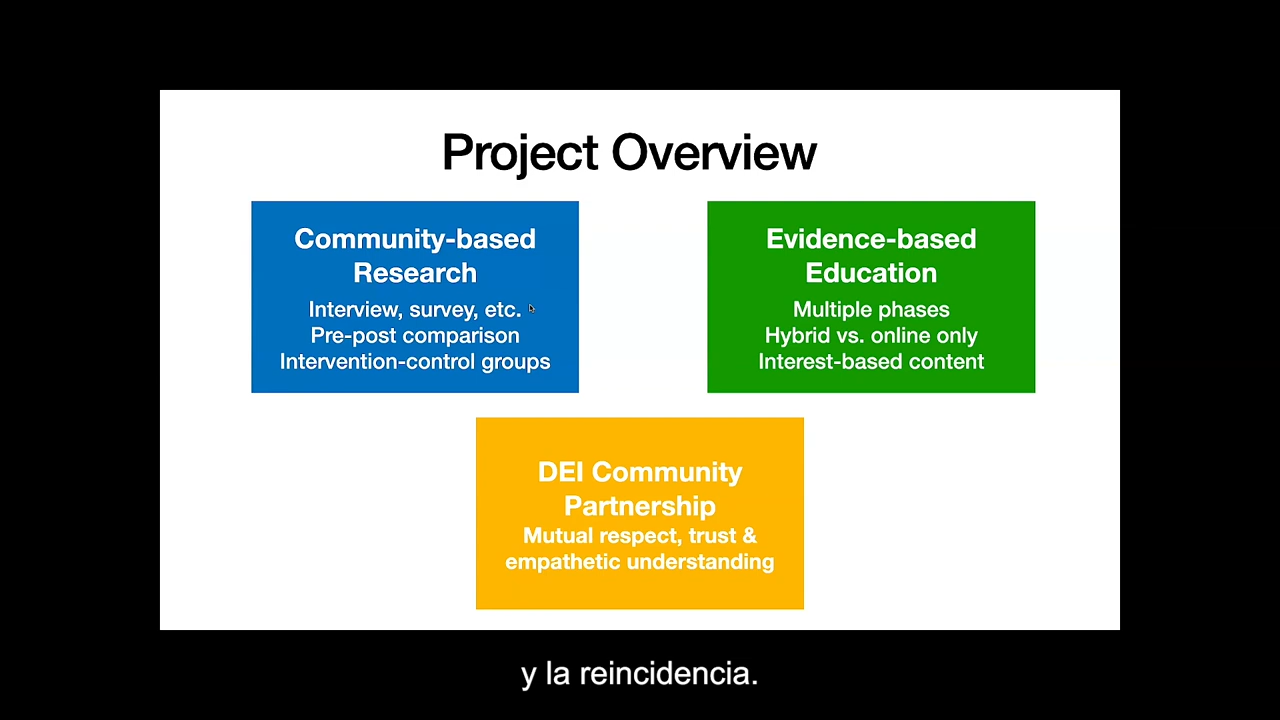 Project Overview
Community-based
Research
Interview, survey, etc.
Pre-post comparison
Intervention-control groups
Evidence-based
Education
Multiple phases
Hybrid vs. online only
Interest-based content
DEI Community
Partnership
Mutual respect, trust &
empathetic understanding
y la reincidencia.